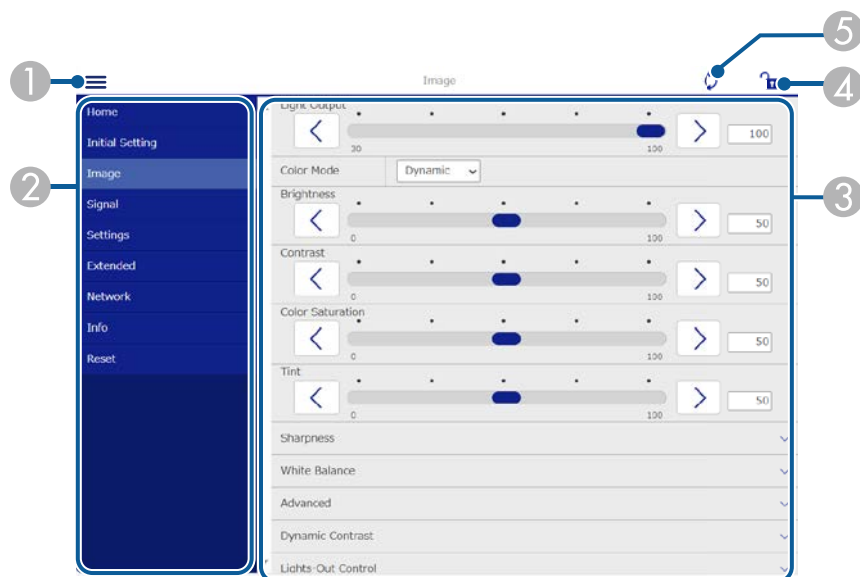 5
Image
1
4
Home
Initial Setting
Image
Signal
Settings
Extended
Network
Info
Reset
2
Light Output
30
100
100
Color Mode
Dynamic
Brightness
0
100
50
Contrast
0
100
50
Color Saturation
0
100
50
Tint
0
100
50
Sharpness
White Balance
Advanced
Dynamic Contrast
Lights-Out Control
3